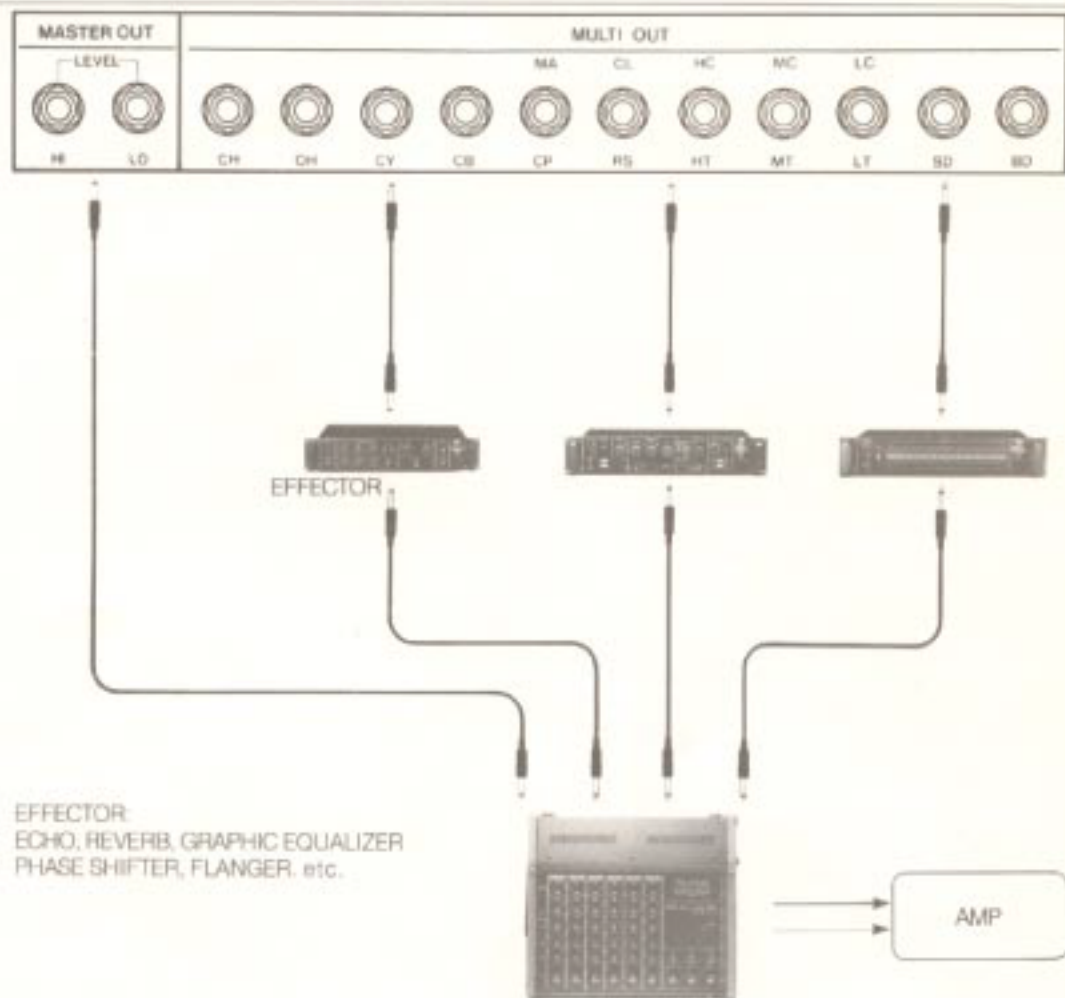 MASTER OUT
MULTI OUT
LEVEL
MA CL HC MC LC
HI LO CH OH CY CB CP RS HT MT LT SD BD
EFFECTOR
EFFECTOR:
ECHO, REVERB, GRAPHIC EQUALIZER
PHASE SHIFTER, FLANGER. etc.
AMP